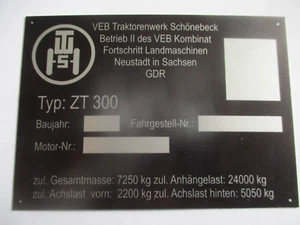 VEB Traktorenwerk Schönebeck
Betrieb II des VEB Kombinat
Fortschritt Landmaschinen
Neustadt in Sachsen
GDR
Typ: ZT 300
Baujahr: Fahrgestell-Nr.:
Motor-Nr.:
zul. Gesamtmasse: 7250 kg zul. Anhängelast: 24000 kg
zul. Achslast vorn: 2200 kg zul. Achslast hinten: 5050 kg